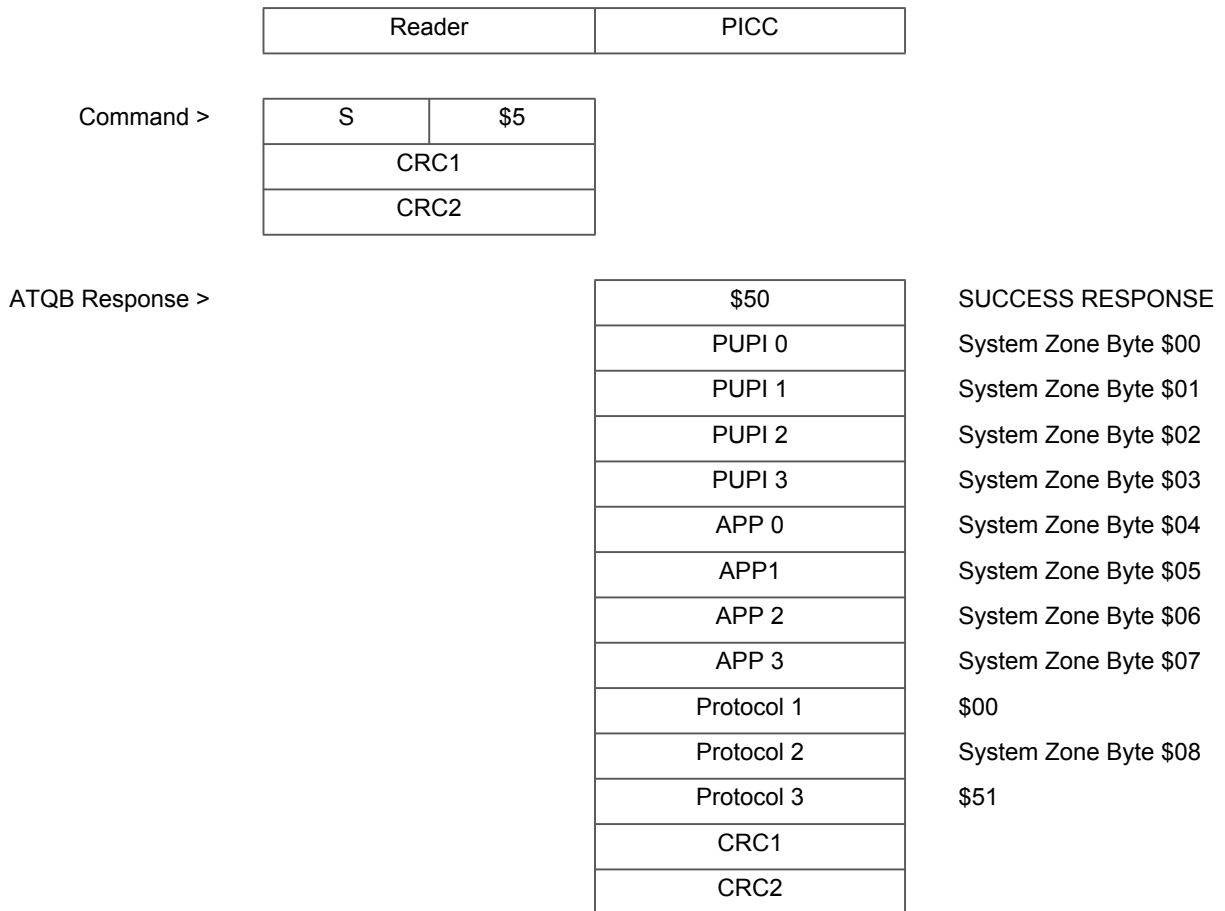 Reader PICC
Command > S $5
CRC1
CRC2
ATQB Response > $50 SUCCESS RESPONSE
PUPI 0 System Zone Byte $00
PUPI 1 System Zone Byte $01
PUPI 2 System Zone Byte $02
PUPI 3 System Zone Byte $03
APP 0 System Zone Byte $04
APP1 System Zone Byte $05
APP 2 System Zone Byte $06
APP 3 System Zone Byte $07
Protocol 1 $00
Protocol 2 System Zone Byte $08
Protocol 3 $51
CRC1
CRC2